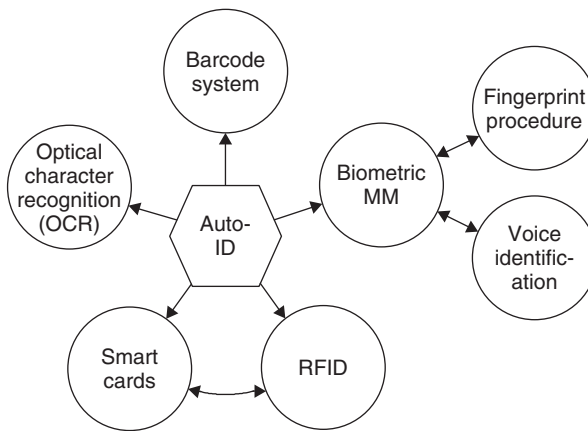 Barcode
system
Fingerprint
procedure
Optical
character
recognition
(OCR)
Biometric
MM
Auto-
ID
Voice
identific-
ation
Smart
cards
RFID